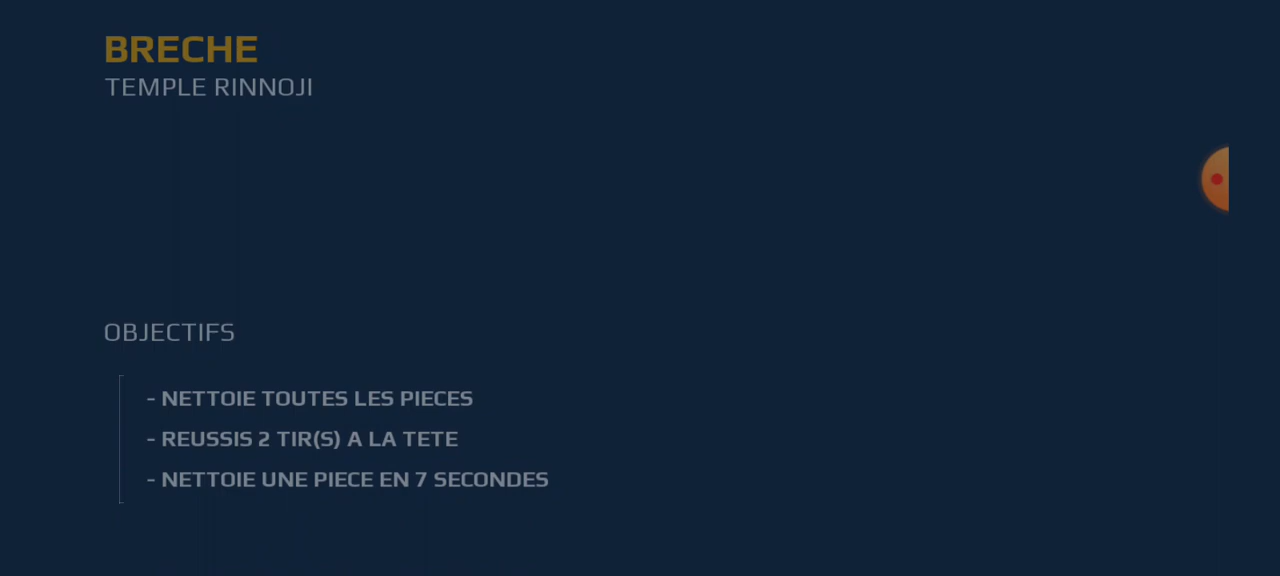 BRECHE
TEMPLE RINNOJI
OBJECTIFS
- NETTOIE TOUTES LES PIECES
- REUSSIS 2 TIR(S) A LA TETE
- NETTOIE UNE PIECE EN 7 SECONDES